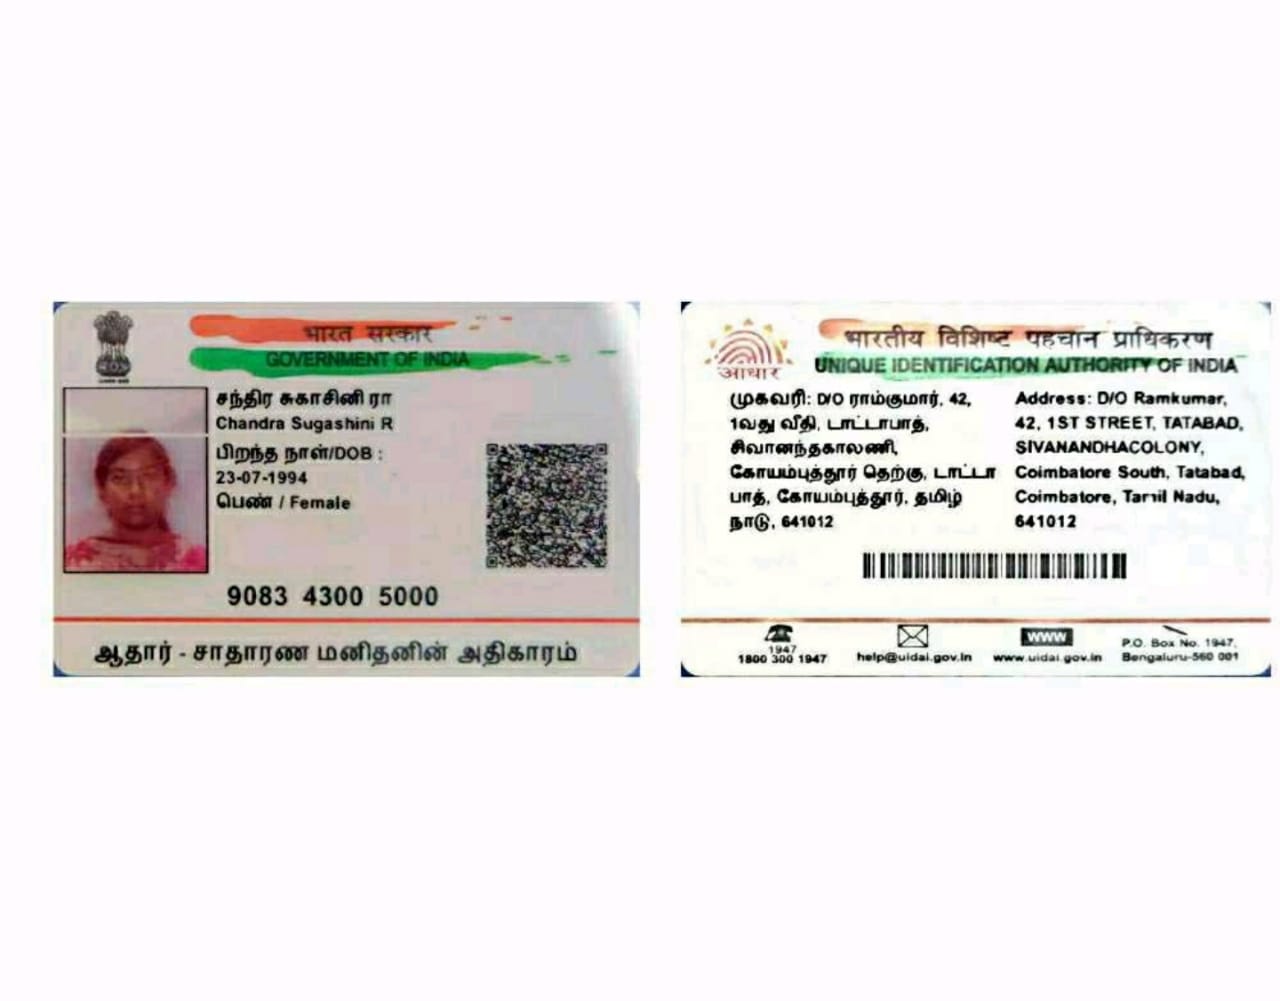 भारत सरकार
GOVERNMENT OF INDIA
சந்திர சுகாசினி ரா
Chandra Sugashini R
பிறந்த நாள்/DOB :
23-07-1994
பெண் / Female
9083 4300 5000
ஆதார் - சாதாரண மனிதனின் அதிகாரம்
आधार
भारतीय विशिष्ट पहचान प्राधिकरण
UNIQUE IDENTIFICATION AUTHORITY OF INDIA
முகவரி: D/O ராம்குமார், 42,
1வது வீதி, டாட்டாபாத்,
சிவானந்தகாலணி,
கோயம்புத்தூர் தெற்கு, டாட்டா
பாத், கோயம்புத்தூர், தமிழ்
நாடு, 641012
Address: D/O Ramkumar,
42, 1ST STREET, TATABAD,
SIVANANDHACOLONY,
Coimbatore South, Tatabad,
Coimbatore, Tamil Nadu,
641012
1947
1800 300 1947
help@uidai.gov.in
www
www.uidai.gov.in
P.O. Box No. 1947,
Bengaluru-560 001